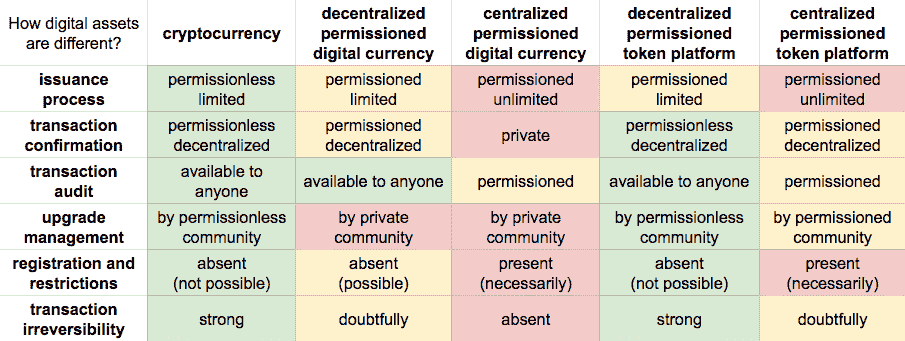 How digital assets
are different?
cryptocurrency
decentralized
permissioned
digital currency
centralized
permissioned
digital currency
decentralized
permissioned
token platform
centralized
permissioned
token platform
issuance
process
permissionless
limited
permissioned
limited
permissioned
unlimited
permissioned
limited
permissioned
unlimited
transaction
confirmation
permissionless
decentralized
permissioned
decentralized
private
permissionless
decentralized
permissioned
decentralized
transaction
audit
available to
anyone
available to anyone
permissioned
available to anyone
permissioned
upgrade
management
by permissionless
community
by private
community
by private
community
by permissionless
community
by permissioned
community
registration and
restrictions
absent
(not possible)
absent
(possible)
present
(necessarily)
absent
(not possible)
present
(necessarily)
transaction
irreversibility
strong
doubtfully
absent
strong
doubtfully